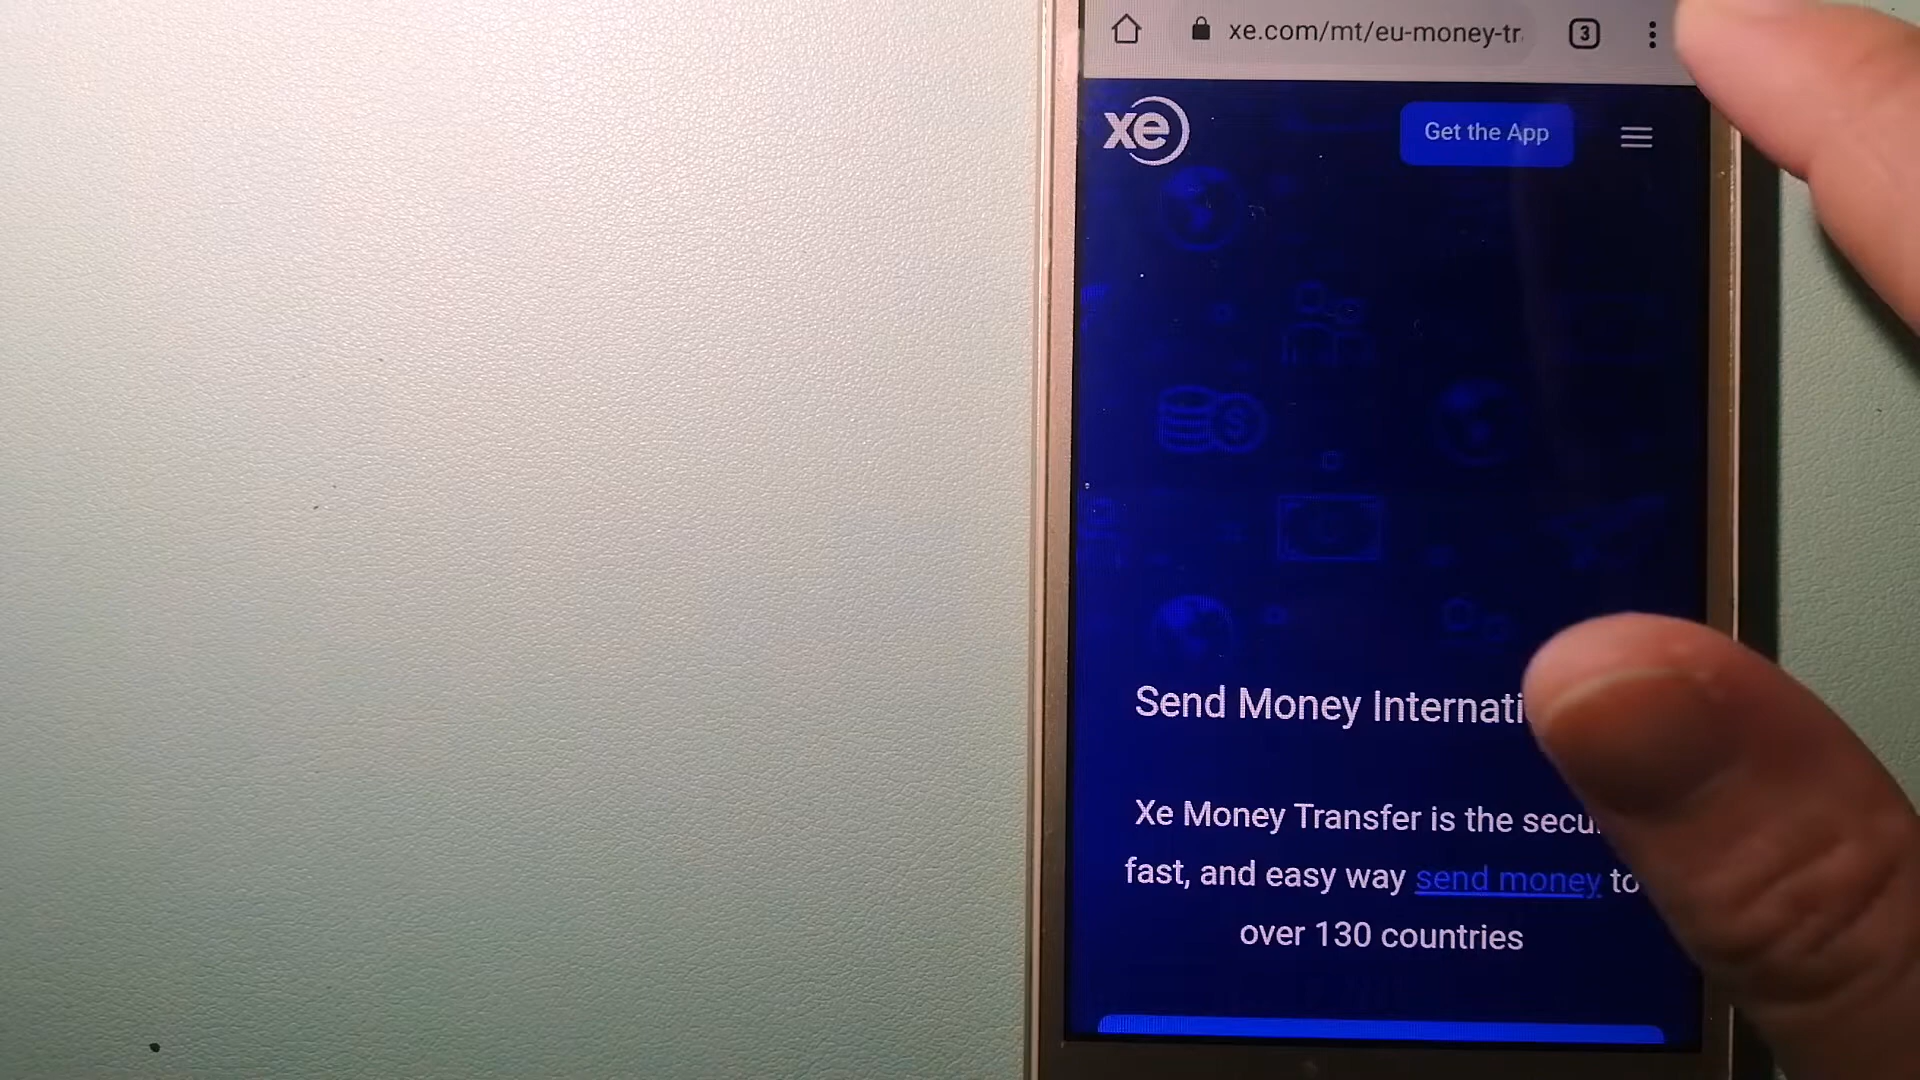 xe.com/mt/eu-money-tr
3
xe
Get the App
Send Money Internati
Xe Money Transfer is the secu
fast, and easy way send money to
over 130 countries